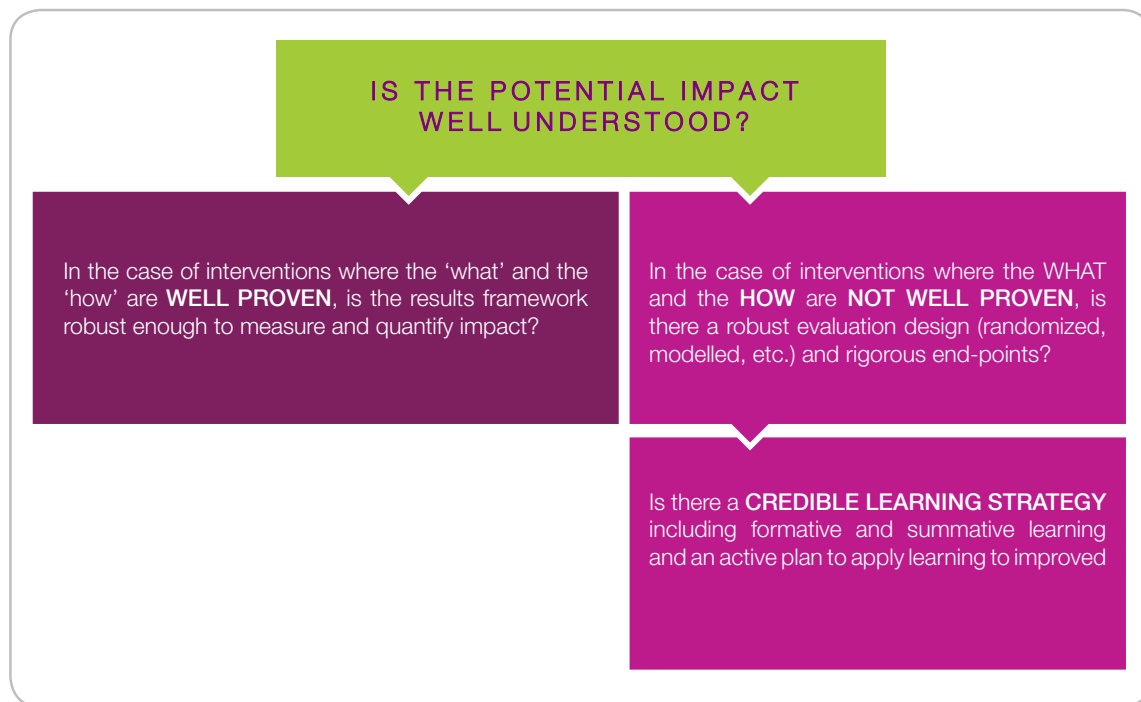 IS THE POTENTIAL IMPACT
WELL UNDERSTOOD?
In the case of interventions where the ‘what’ and the
‘how’ are WELL PROVEN, is the results framework
robust enough to measure and quantify impact?
In the case of interventions where the WHAT
and the HOW are NOT WELL PROVEN, is
there a robust evaluation design (randomized,
modelled, etc.) and rigorous end-points?
Is there a CREDIBLE LEARNING STRATEGY
including formative and summative learning
and an active plan to apply learning to improved